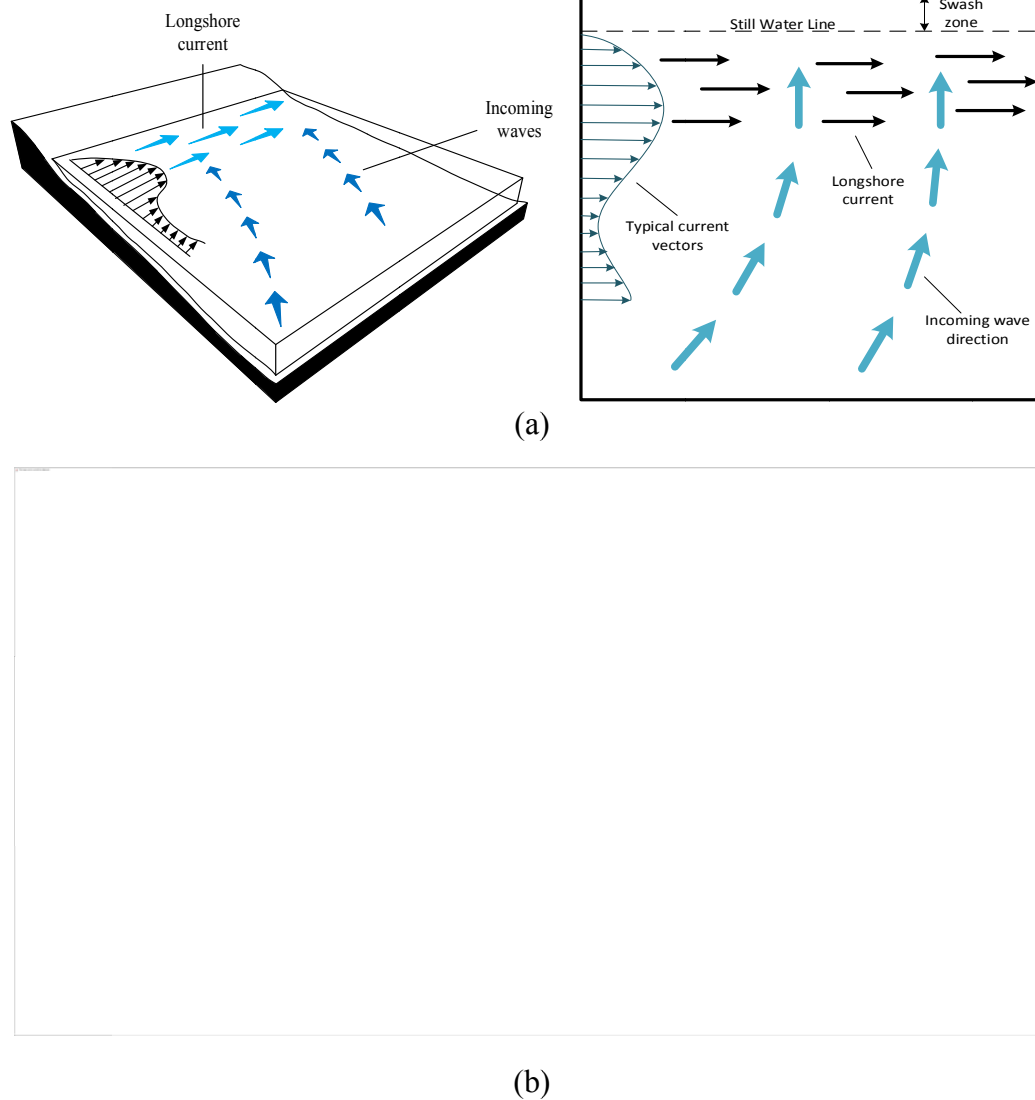 Longshore
current
Incoming
waves
Swash
zone
Still Water Line
Longshore
current
Typical current
vectors
Incoming wave
direction
(a)
(b)